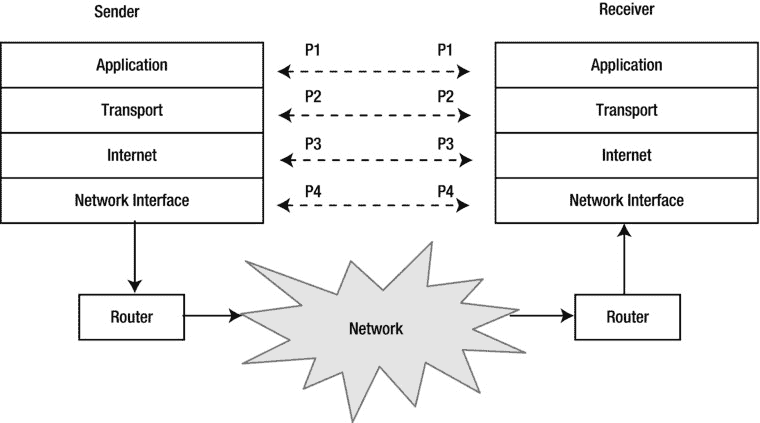 Sender Receiver
Application P1 P1 Application
Transport P2 P2 Transport
Internet P3 P3 Internet
Network Interface P4 P4 Network Interface
Router Network Router